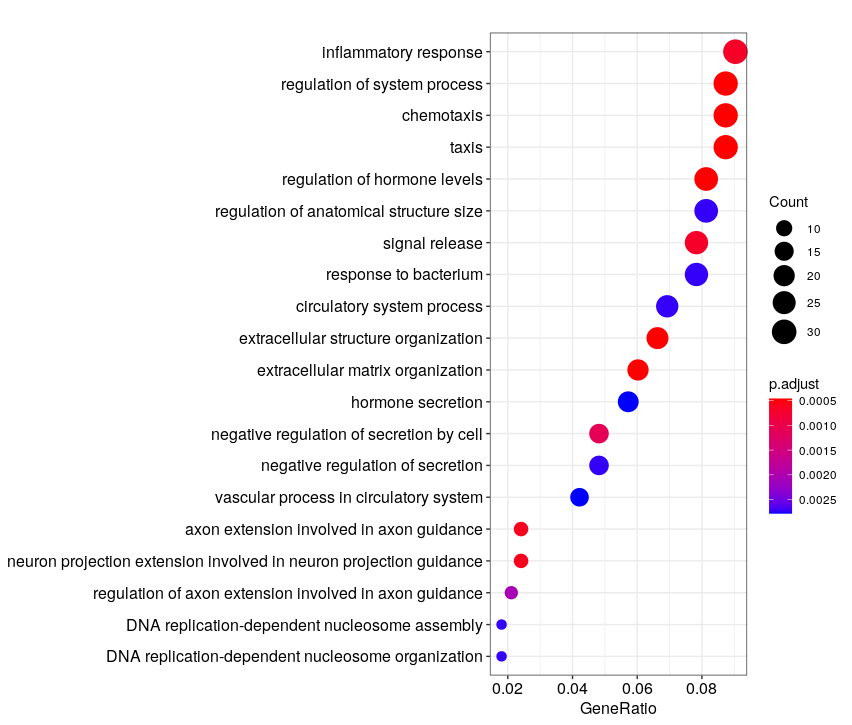 inflammatory response
regulation of system process
chemotaxis
taxis
regulation of hormone levels
regulation of anatomical structure size
signal release
response to bacterium
circulatory system process
extracellular structure organization
extracellular matrix organization
hormone secretion
negative regulation of secretion by cell
negative regulation of secretion
vascular process in circulatory system
axon extension involved in axon guidance
neuron projection extension involved in neuron projection guidance
regulation of axon extension involved in axon guidance
DNA replication-dependent nucleosome assembly
DNA replication-dependent nucleosome organization
0.02 0.04 0.06 0.08
GeneRatio
Count
10
15
20
25
30
p.adjust
0.0005
0.0010
0.0015
0.0020
0.0025